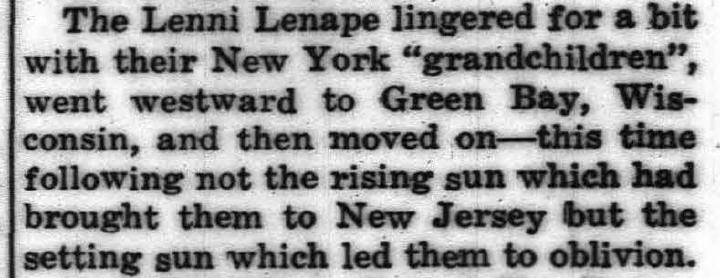 The Lenni Lenape lingered for a bit
with their New York “grandchildren”,
went westward to Green Bay, Wis-
consin, and then moved on—this time
following not the rising sun which had
brought them to New Jersey but the
setting sun which led them to oblivion.